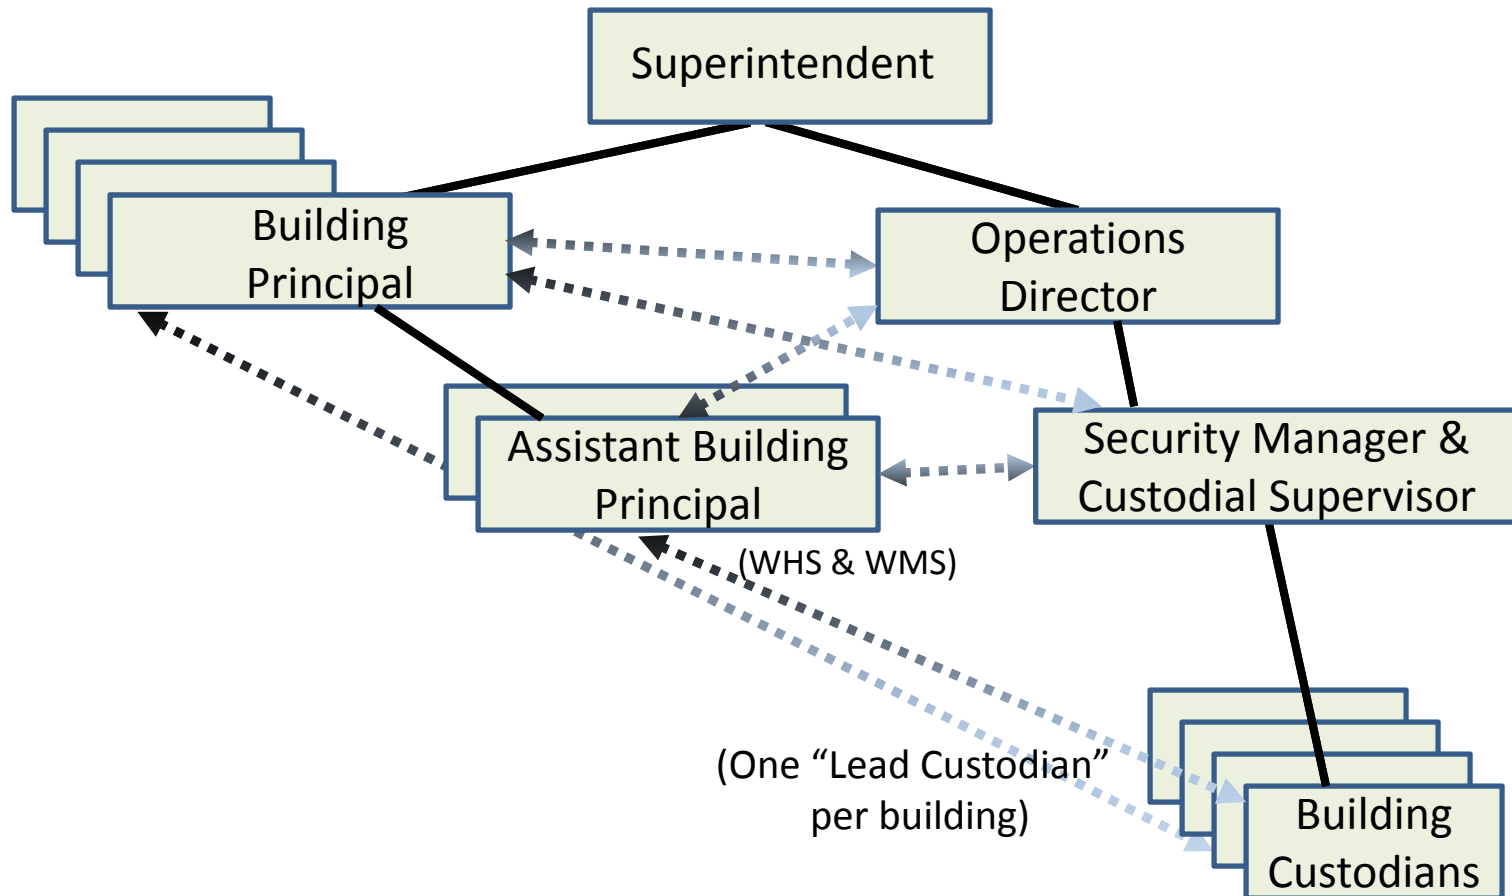 Superintendent
Building
Principal
Operations
Director
Assistant Building
Principal
Security Manager &
Custodial Supervisor
(WHS & WMS)
(One “Lead Custodian”
per building)
Building
Custodians